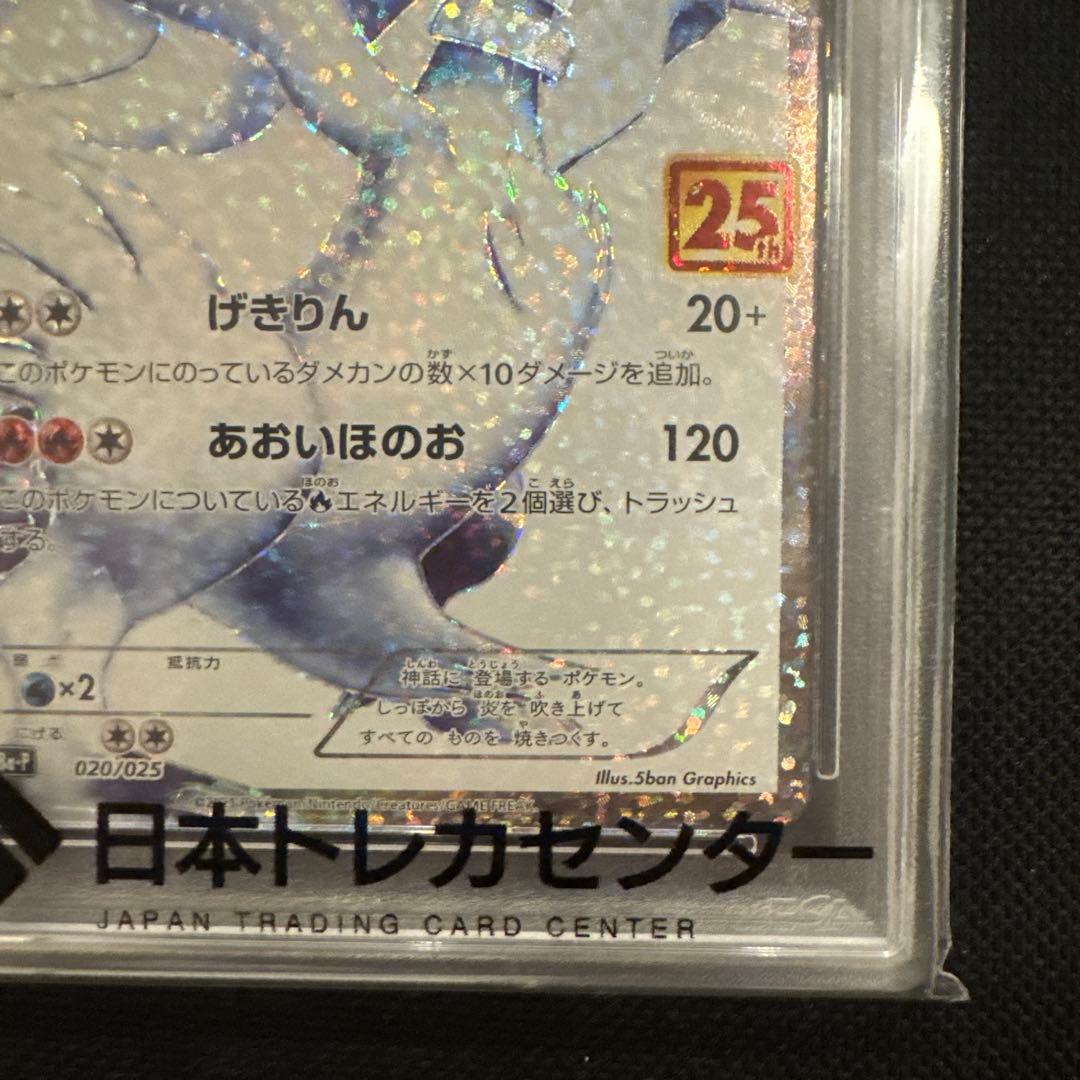 25th
げきりん 20+
このポケモンにのっているダメカンの数×10ダメージを追加。
あおいほのお 120
このポケモンについているエネルギーを2個選び、トラッシュ
する。
×2 抵抗力
神話に 登場する ポケモン。
しっぽから 炎を 吹き上げて
すべての ものを 焼きつくす。
にげる
020/025
Illus.5ban Graphics
Pokémon/Nintendo/Creatures/GAME FREAK
日本トレカセンター
JAPAN TRADING CARD CENTER